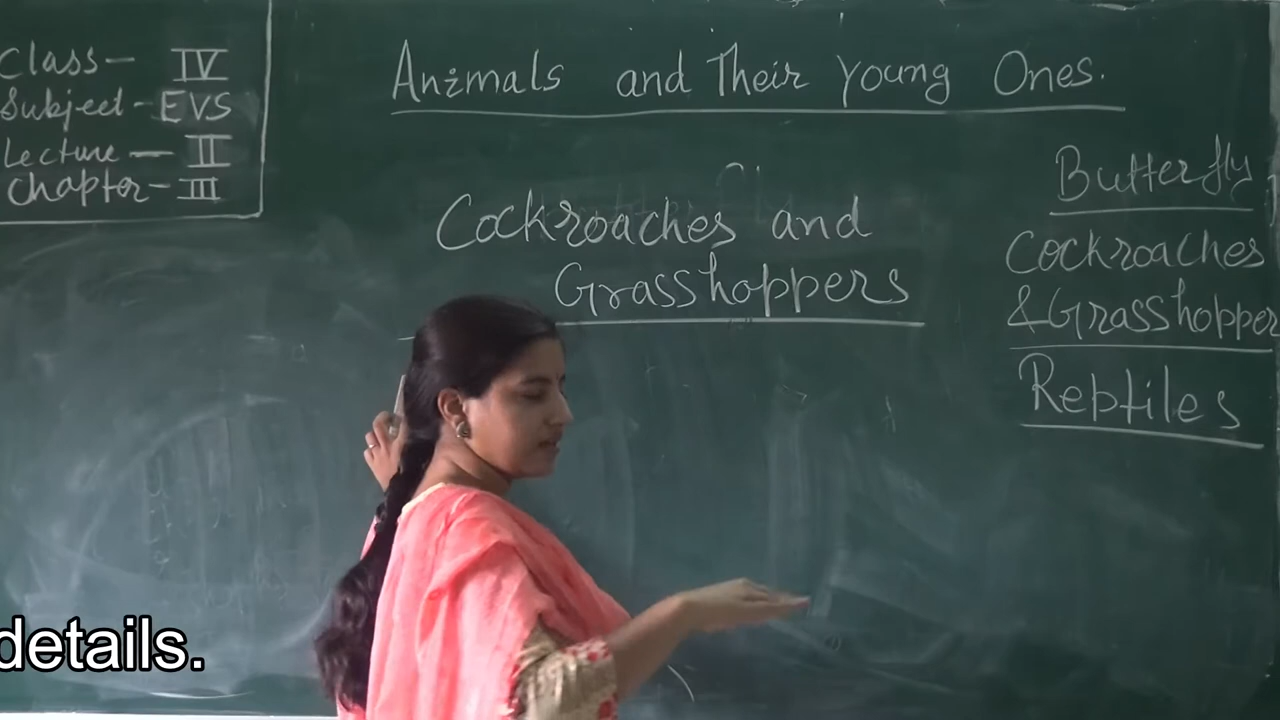 Class- IV
Subject - EVS
Lecture - II
Chapter - III
Animals and Their Young Ones.
Cockroaches and
Grasshoppers
Butterfly
Cockroaches
& Grasshopper
Reptiles
details.